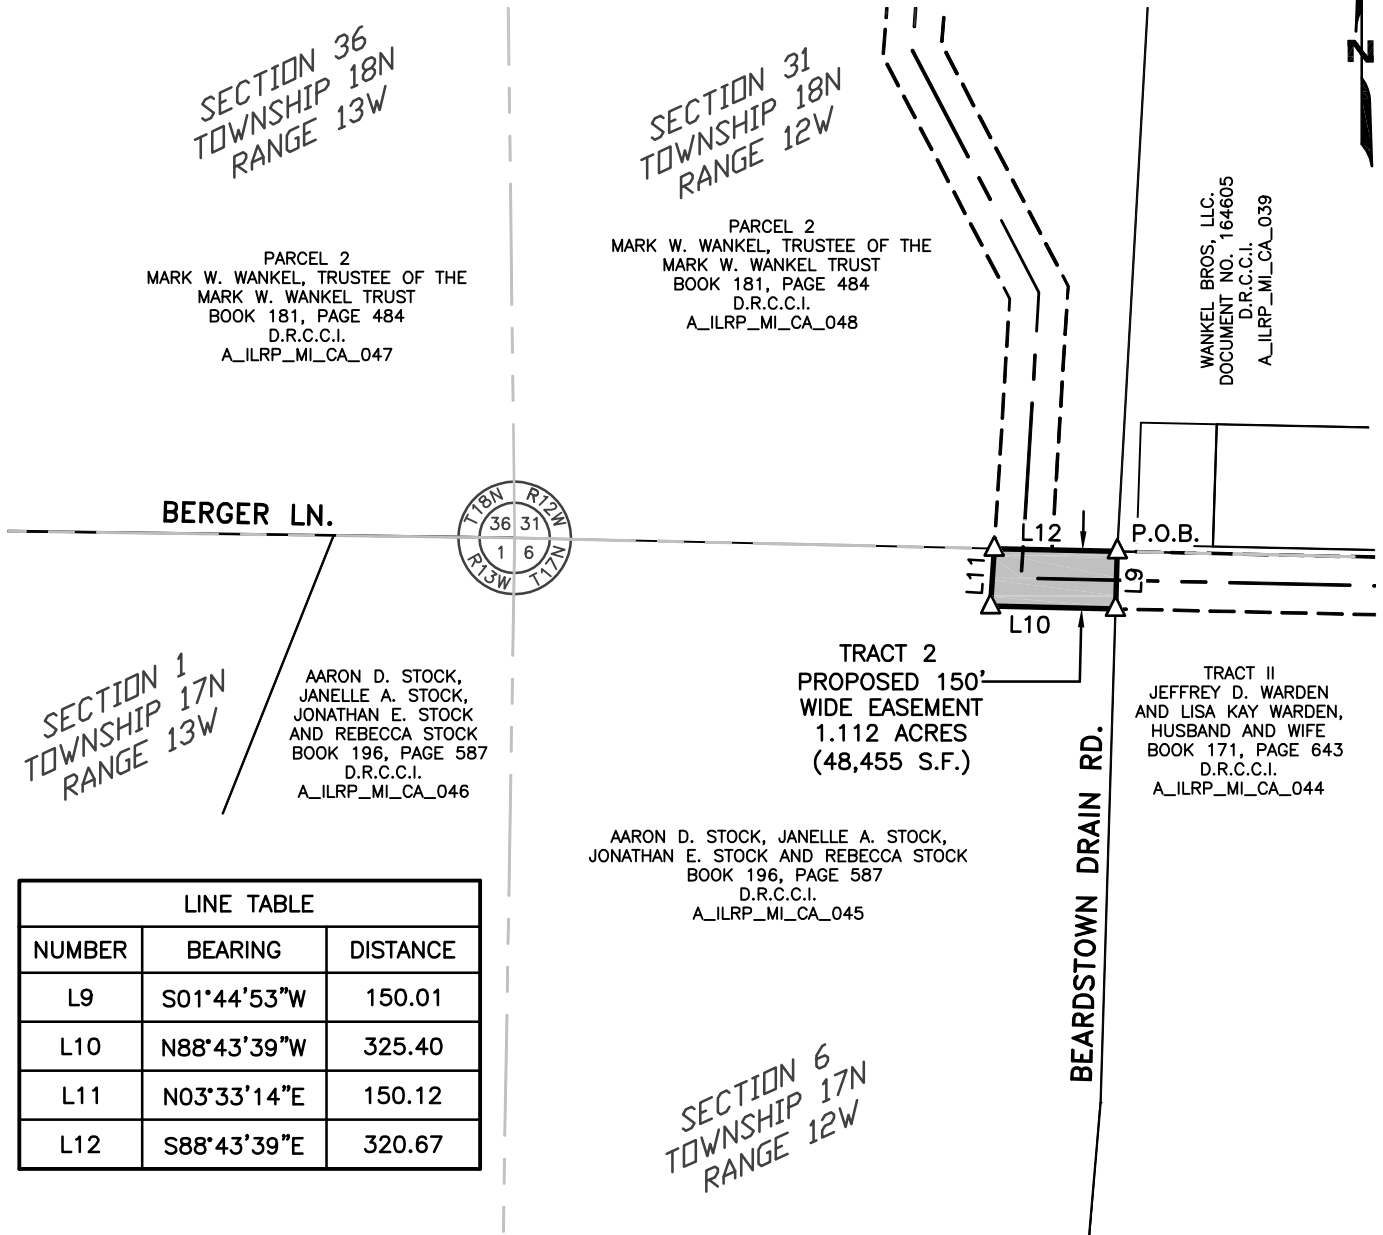 SECTION 36
TOWNSHIP 18N
RANGE 13W
SECTION 31
TOWNSHIP 18N
RANGE 12W
N
PARCEL 2
MARK W. WANKEL, TRUSTEE OF THE
MARK W. WANKEL TRUST
BOOK 181, PAGE 484
D.R.C.C.I.
A_ILRP_MI_CA_047
PARCEL 2
MARK W. WANKEL, TRUSTEE OF THE
MARK W. WANKEL TRUST
BOOK 181, PAGE 484
D.R.C.C.I.
A_ILRP_MI_CA_048
WANKEL BROS, LLC.
DOCUMENT NO. 164605
D.R.C.C.I.
A_ILRP_MI_CA_039
BERGER LN.
T18N R12W
36 31
1 6
R13W T17N
L12
P.O.B.
L11
L9
L10
TRACT 2
PROPOSED 150'
WIDE EASEMENT
1.112 ACRES
(48,455 S.F.)
SECTION 1
TOWNSHIP 17N
RANGE 13W
AARON D. STOCK,
JANELLE A. STOCK,
JONATHAN E. STOCK
AND REBECCA STOCK
BOOK 196, PAGE 587
D.R.C.C.I.
A_ILRP_MI_CA_046
TRACT II
JEFFREY D. WARDEN
AND LISA KAY WARDEN,
HUSBAND AND WIFE
BOOK 171, PAGE 643
D.R.C.C.I.
A_ILRP_MI_CA_044
BEARDSTOWN DRAIN RD.
AARON D. STOCK, JANELLE A. STOCK,
JONATHAN E. STOCK AND REBECCA STOCK
BOOK 196, PAGE 587
D.R.C.C.I.
A_ILRP_MI_CA_045
LINE TABLE
NUMBER BEARING DISTANCE
L9 S01°44'53"W 150.01
L10 N88°43'39"W 325.40
L11 N03°33'14"E 150.12
L12 S88°43'39"E 320.67
SECTION 6
TOWNSHIP 17N
RANGE 12W